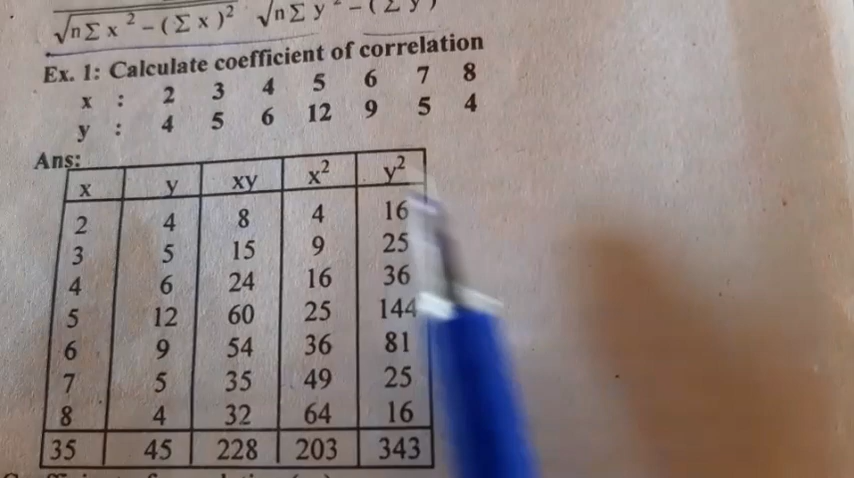 √n Σ x² – ( Σ x )² √n Σ y² – ( Σ y )
Ex. 1: Calculate coefficient of correlation
x : 2 3 4 5 6 7 8
y : 4 5 6 12 9 5 4
Ans:
x y xy x² y²
2 4 8 4 16
3 5 15 9 25
4 6 24 16 36
5 12 60 25 144
6 9 54 36 81
7 5 35 49 25
8 4 32 64 16
35 45 228 203 343